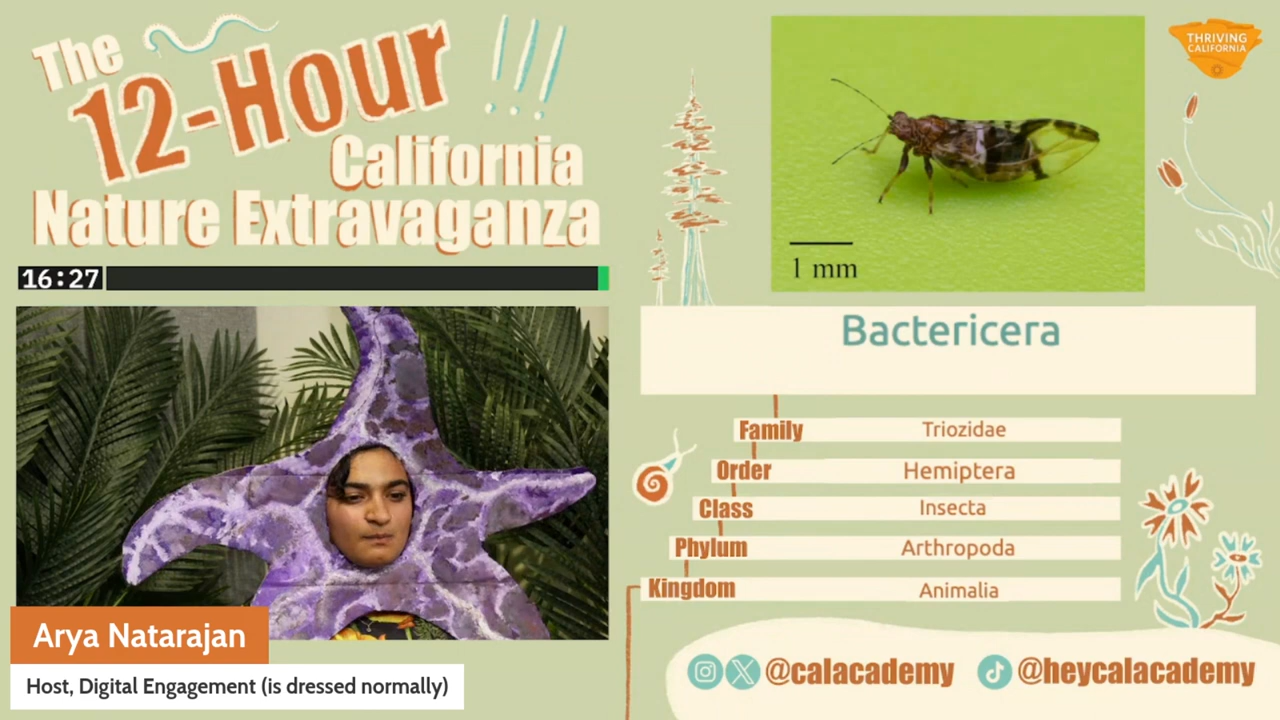 The
12-Hour
!!!
California
Nature Extravaganza
16:27
THRIVING
CALIFORNIA
1 mm
Bactericera
Family Triozidae
Order Hemiptera
Class Insecta
Phylum Arthropoda
Kingdom Animalia
Arya Natarajan
Host, Digital Engagement (is dressed normally)
@calacademy @heycalacademy